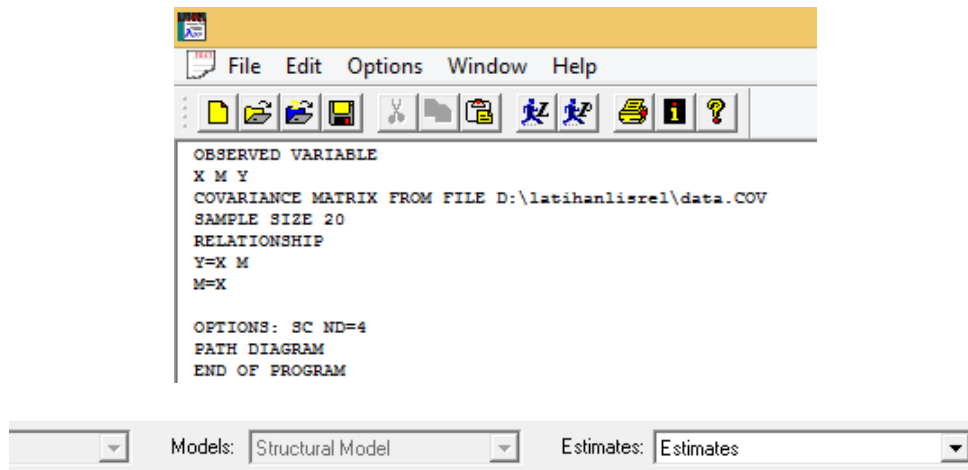 File Edit Options Window Help
OBSERVED VARIABLE
X M Y
COVARIANCE MATRIX FROM FILE D:\latihanlisrel\data.COV
SAMPLE SIZE 20
RELATIONSHIP
Y=X M
M=X
OPTIONS: SC ND=4
PATH DIAGRAM
END OF PROGRAM
Models: Structural Model Estimates: Estimates